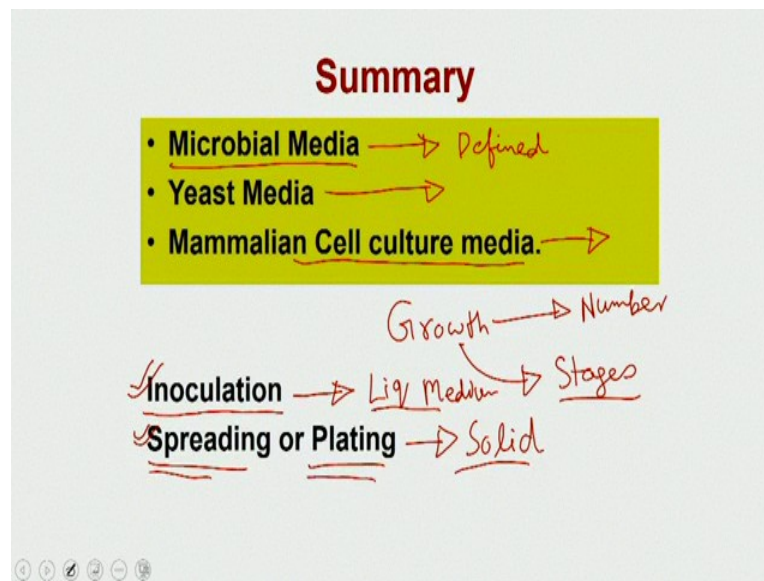 Summary
• Microbial Media → Defined
• Yeast Media →
• Mammalian Cell culture media. →
Growth → Number
→ Stages
Inoculation → Liq Medium
Spreading or Plating → Solid